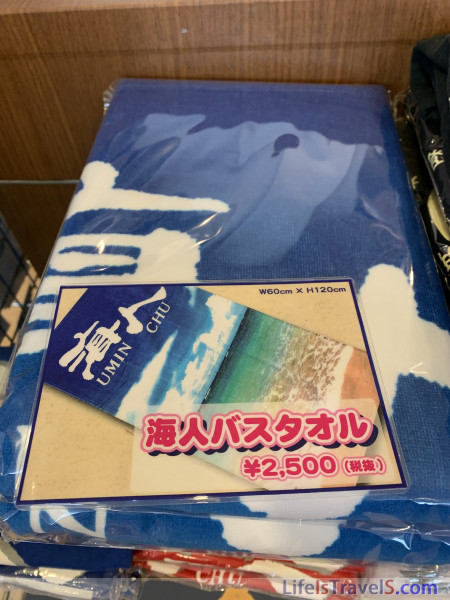 W60cm × H120cm
海人
UMIN CHU
海人バスタオル
¥2,500(税抜)
CHU
LifeIsTravelS.com